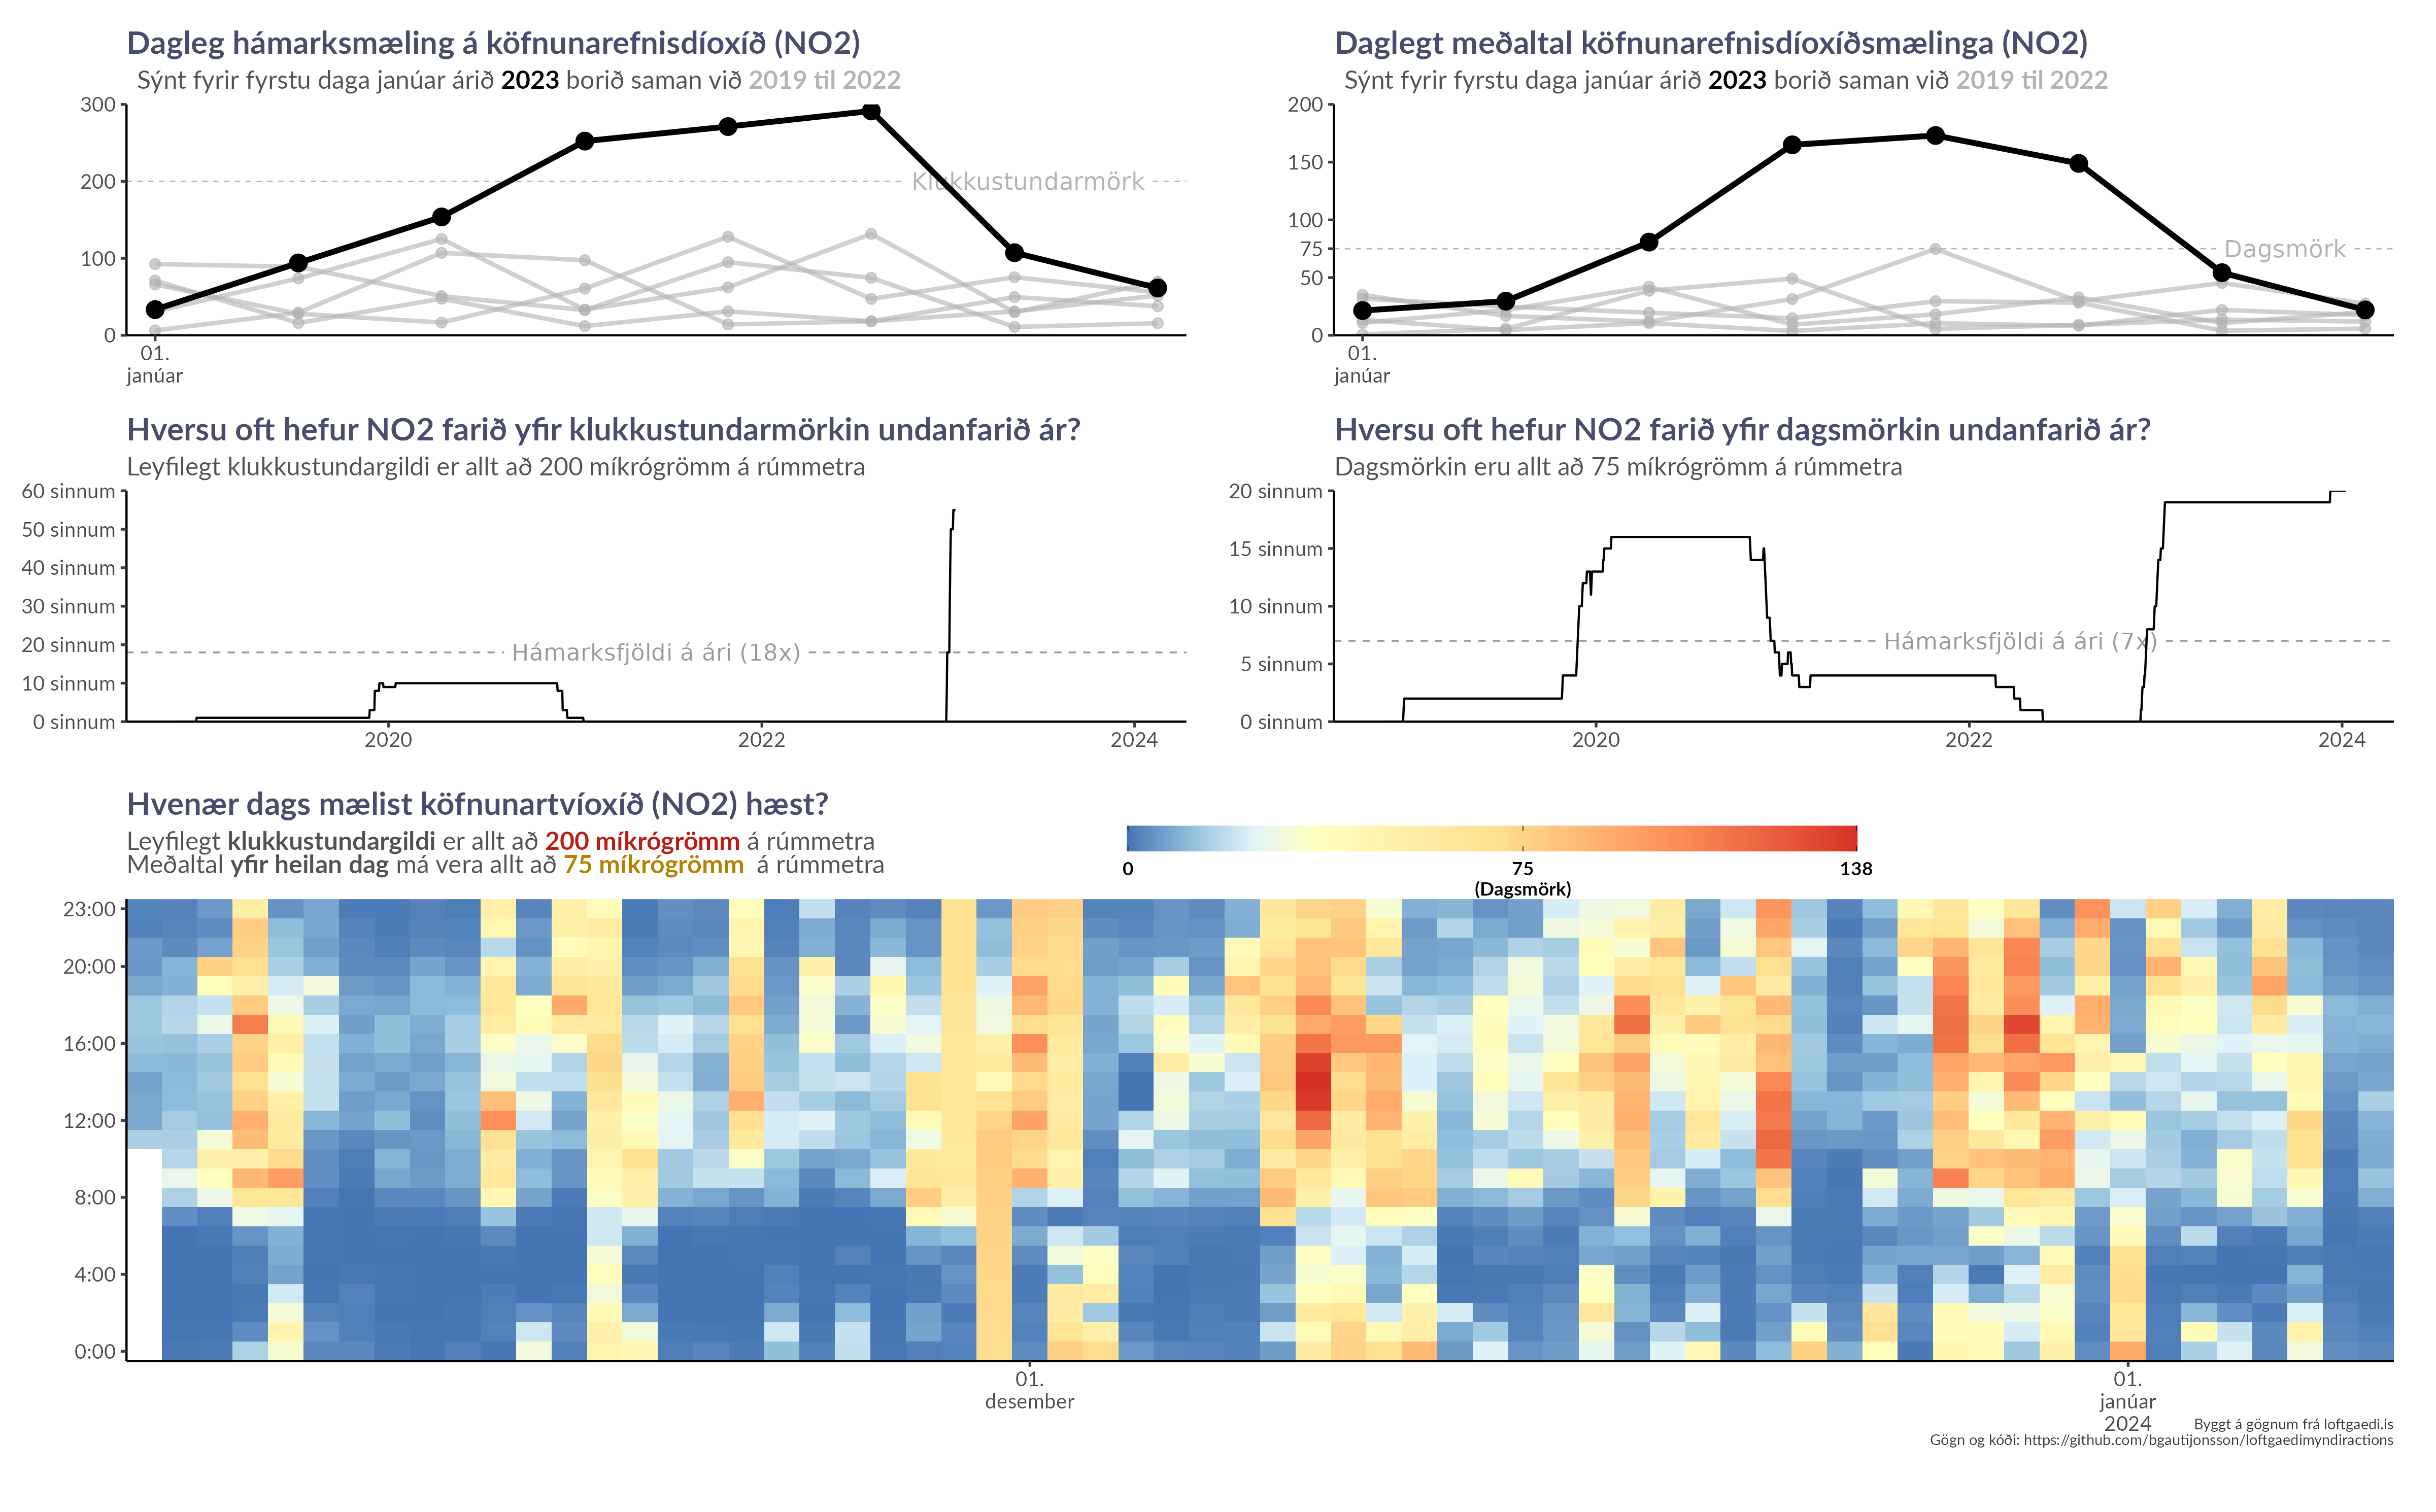 Dagleg hámarksmæling á köfnunarefnisdíoxíð (NO2)
Sýnt fyrir fyrstu daga janúar árið 2023 borið saman við 2019 til 2022
300
200
100
0
Klukkustundarmörk
01.
janúar
Daglegt meðaltal köfnunarefnisdíoxíðsmælinga (NO2)
Sýnt fyrir fyrstu daga janúar árið 2023 borið saman við 2019 til 2022
200
150
100
75
50
0
Dagsmörk
01.
janúar
Hversu oft hefur NO2 farið yfir klukkustundarmörkin undanfarið ár?
Leyfilegt klukkustundargildi er allt að 200 míkrógrömm á rúmmetra
60 sinnum
50 sinnum
40 sinnum
30 sinnum
20 sinnum
10 sinnum
0 sinnum
Hámarksfjöldi á ári (18x)
2020
2022
2024
Hversu oft hefur NO2 farið yfir dagsmörkin undanfarið ár?
Dagsmörkin eru allt að 75 míkrógrömm á rúmmetra
20 sinnum
15 sinnum
10 sinnum
5 sinnum
0 sinnum
Hámarksfjöldi á ári (7x)
2020
2022
2024
Hvenær dags mælist köfnunartvíoxíð (NO2) hæst?
Leyfilegt klukkustundargildi er allt að 200 míkrógrömm á rúmmetra
Meðaltal yfir heilan dag má vera allt að 75 míkrógrömm á rúmmetra
0
75
(Dagsmörk)
138
23:00
20:00
16:00
12:00
8:00
4:00
0:00
01.
desember
01.
janúar
2024
Byggt á gögnum frá loftgaedi.is
Gögn og kóði: https://github.com/bgautijonsson/loftgaedimyndiractions